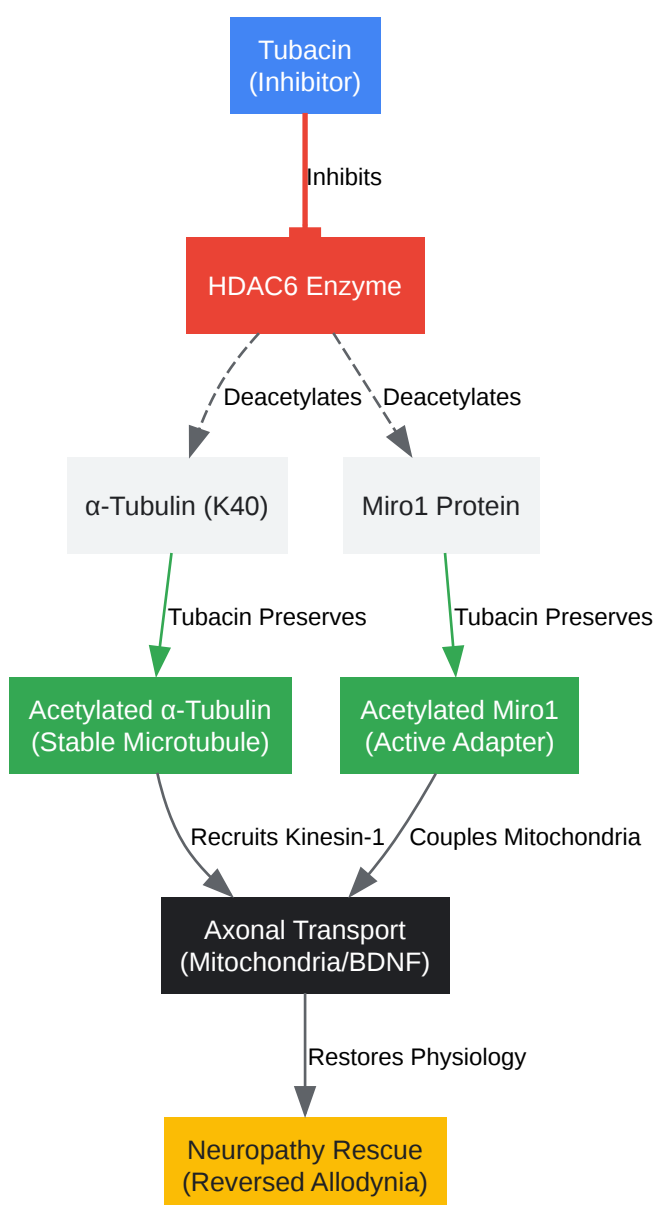 Tubacin
(Inhibitor)
Inhibits
HDAC6 Enzyme
Deacetylates
Deacetylates
α-Tubulin (K40)
Miro1 Protein
Tubacin Preserves
Tubacin Preserves
Acetylated α-Tubulin
(Stable Microtubule)
Acetylated Miro1
(Active Adapter)
Recruits Kinesin-1
Couples Mitochondria
Axonal Transport
(Mitochondria/BDNF)
Restores Physiology
Neuropathy Rescue
(Reversed Allodynia)